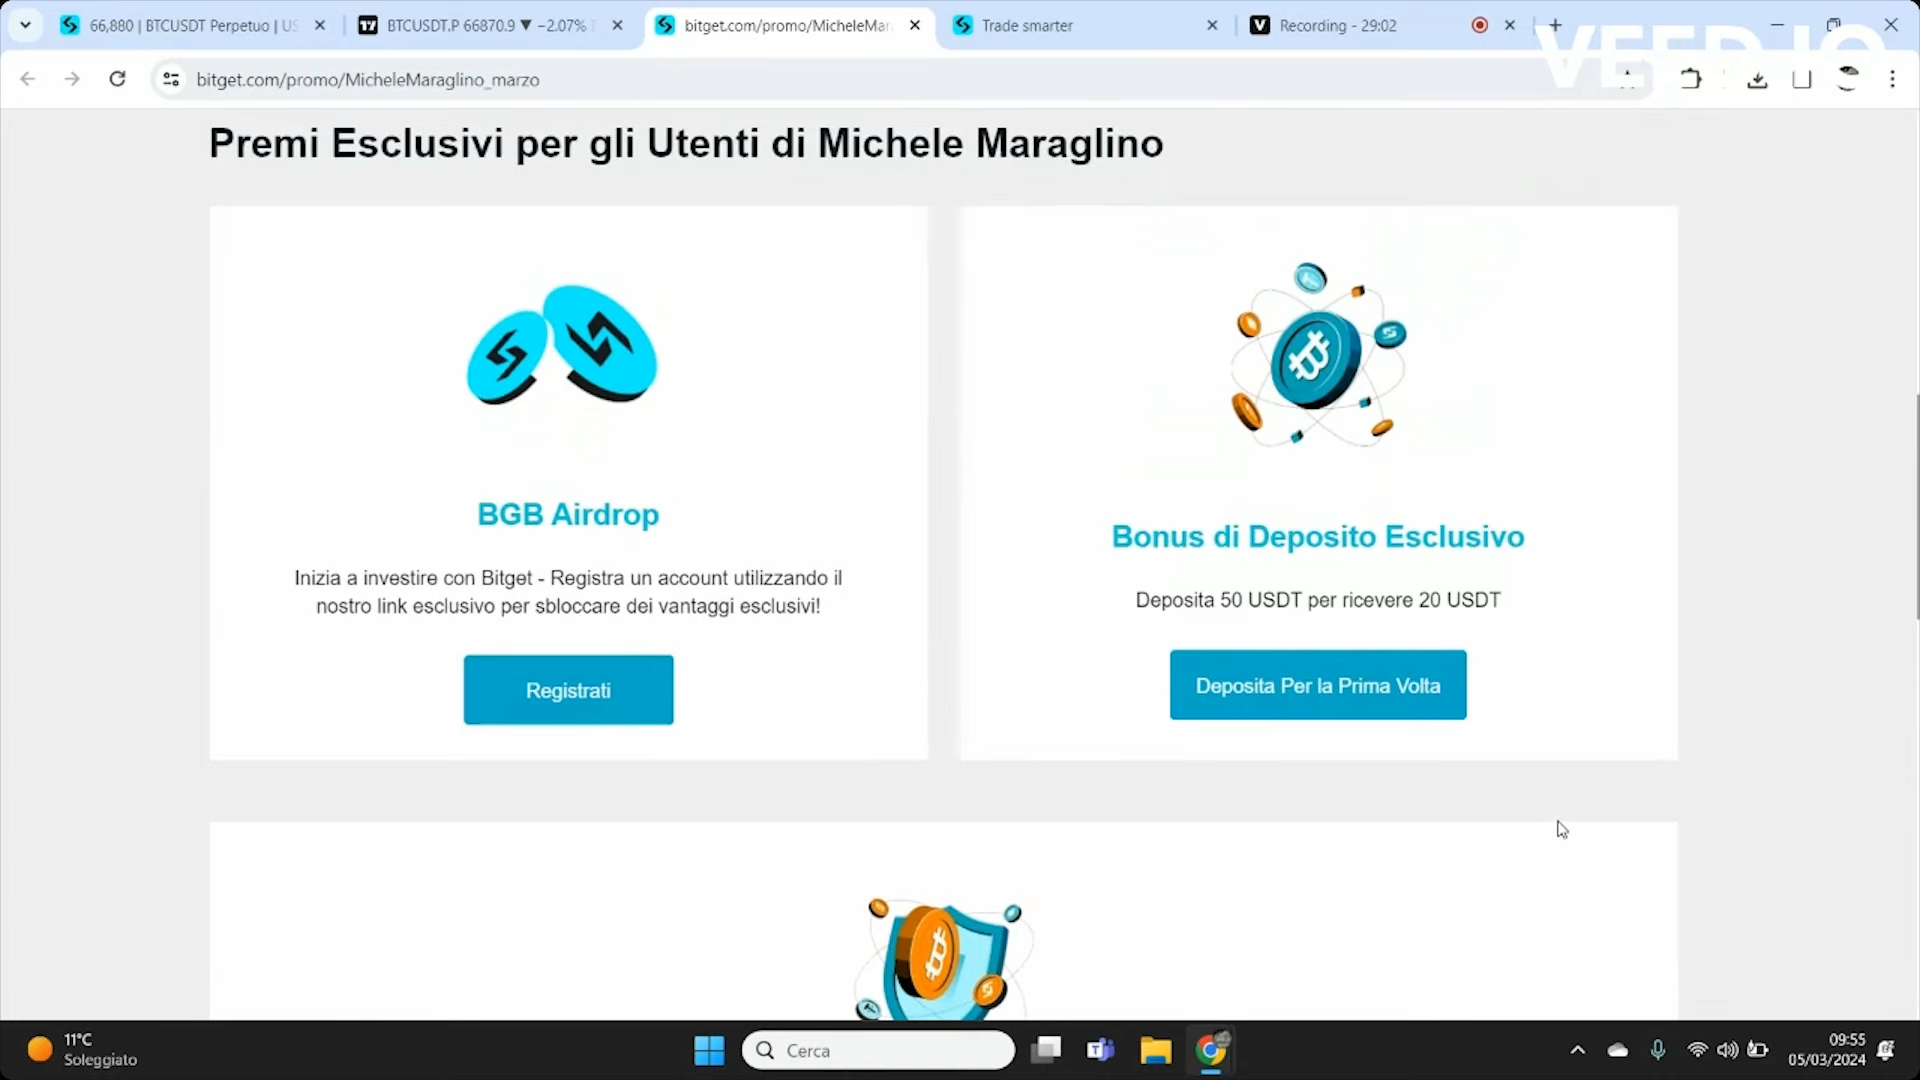 66,880 | BTCUSDT Perpetuo | US
BTCUSDT.P 66870.9 ▼ −2.07%
bitget.com/promo/MicheleMar
Trade smarter
Recording - 29:02
VEED.IO
bitget.com/promo/MicheleMaraglino_marzo
Premi Esclusivi per gli Utenti di Michele Maraglino
BGB Airdrop
Inizia a investire con Bitget - Registra un account utilizzando il
nostro link esclusivo per sbloccare dei vantaggi esclusivi!
Registrati
Bonus di Deposito Esclusivo
Deposita 50 USDT per ricevere 20 USDT
Deposita Per la Prima Volta
11°C
Soleggiato
Cerca
09:55
05/03/2024